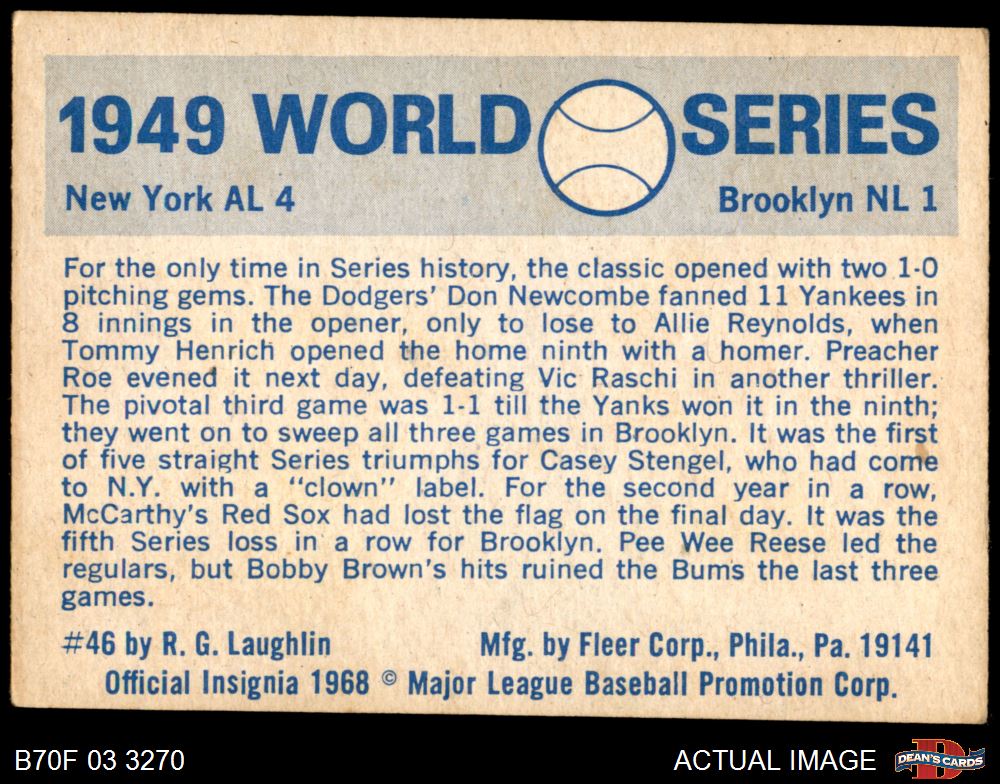 1949 WORLD SERIES
New York AL 4 Brooklyn NL 1
For the only time in Series history, the classic opened with two 1-0
pitching gems. The Dodgers' Don Newcombe fanned 11 Yankees in
8 innings in the opener, only to lose to Allie Reynolds, when
Tommy Henrich opened the home ninth with a homer. Preacher
Roe evened it next day, defeating Vic Raschi in another thriller.
The pivotal third game was 1-1 till the Yanks won it in the ninth;
they went on to sweep all three games in Brooklyn. It was the first
of five straight Series triumphs for Casey Stengel, who had come
to N.Y. with a "clown" label. For the second year in a row,
McCarthy's Red Sox had lost the flag on the final day. It was the
fifth Series loss in a row for Brooklyn. Pee Wee Reese led the
regulars, but Bobby Brown's hits ruined the Bums the last three
games.
#46 by R. G. Laughlin Mfg. by Fleer Corp., Phila., Pa. 19141
Official Insignia 1968 © Major League Baseball Promotion Corp.
B70F 03 3270 ACTUAL IMAGE D DEAN'S CARDS